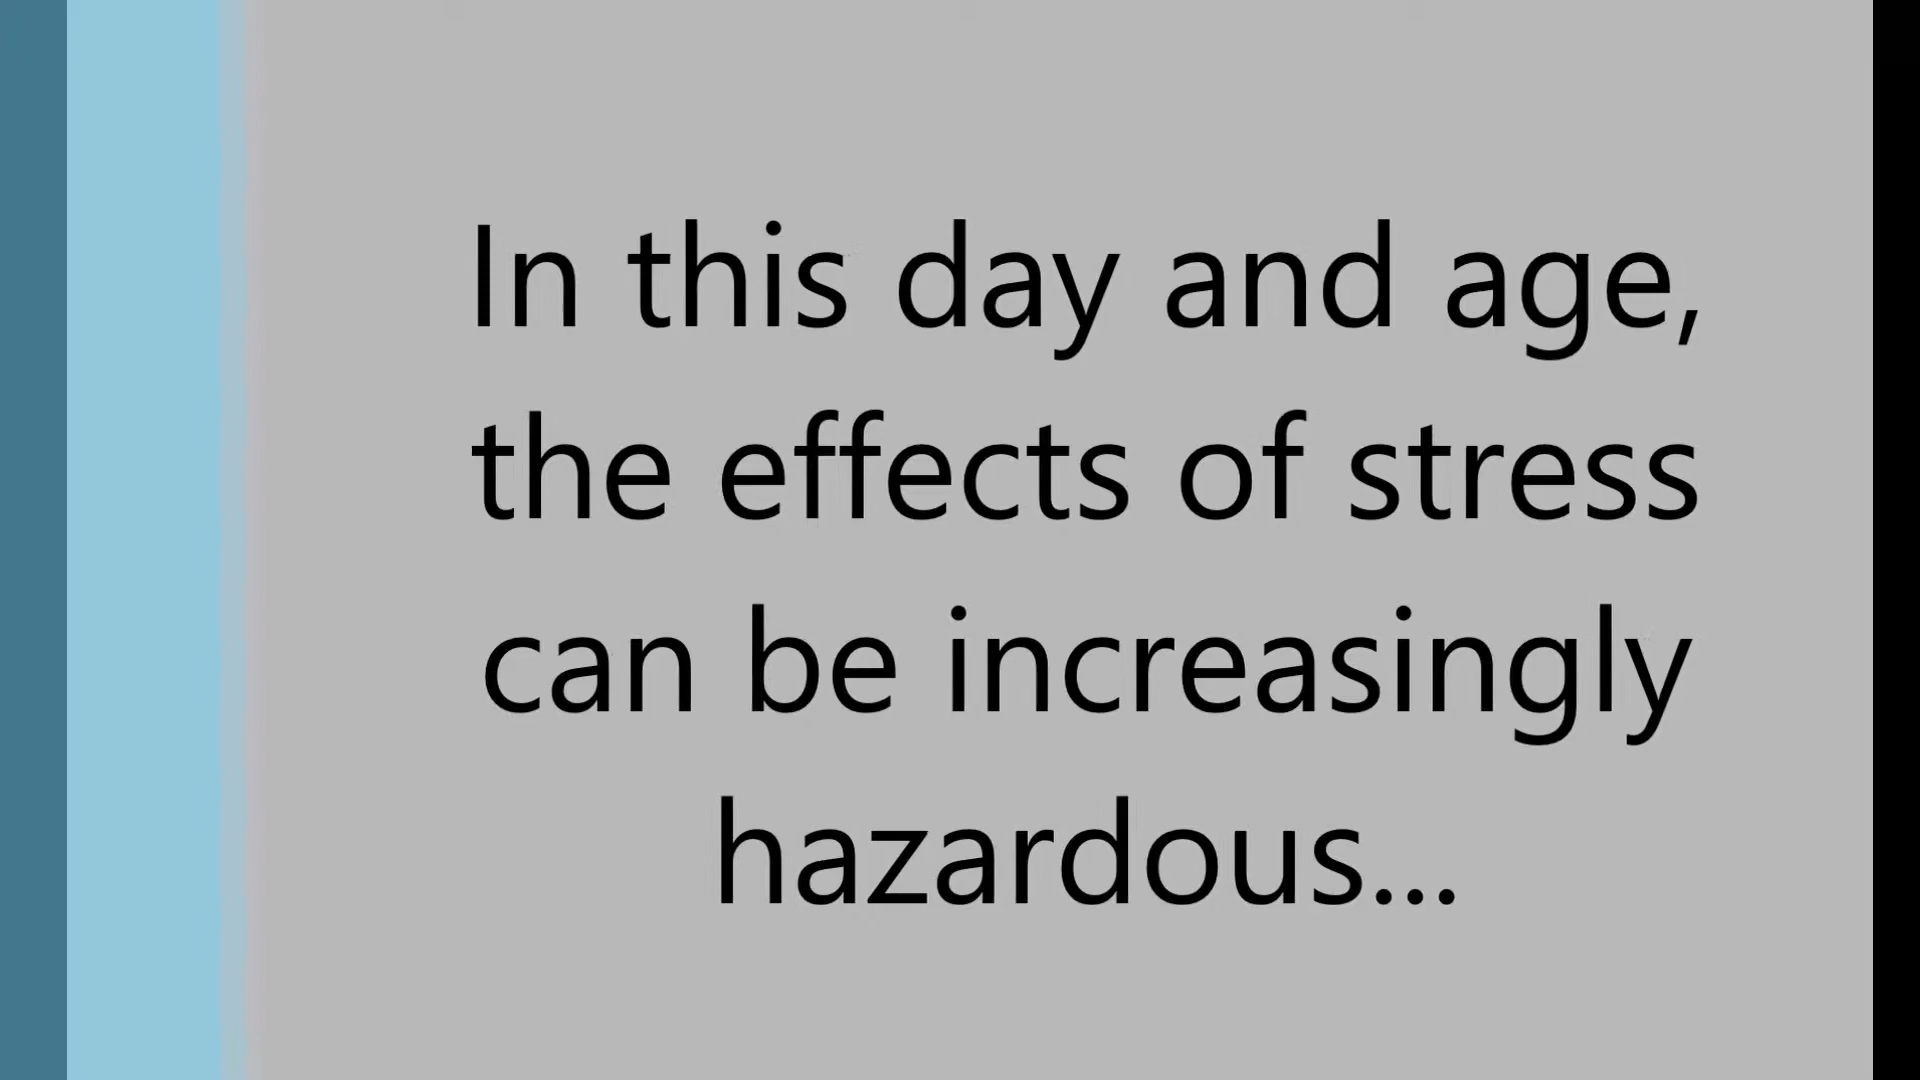 In this day and age,
the effects of stress
can be increasingly
hazardous...